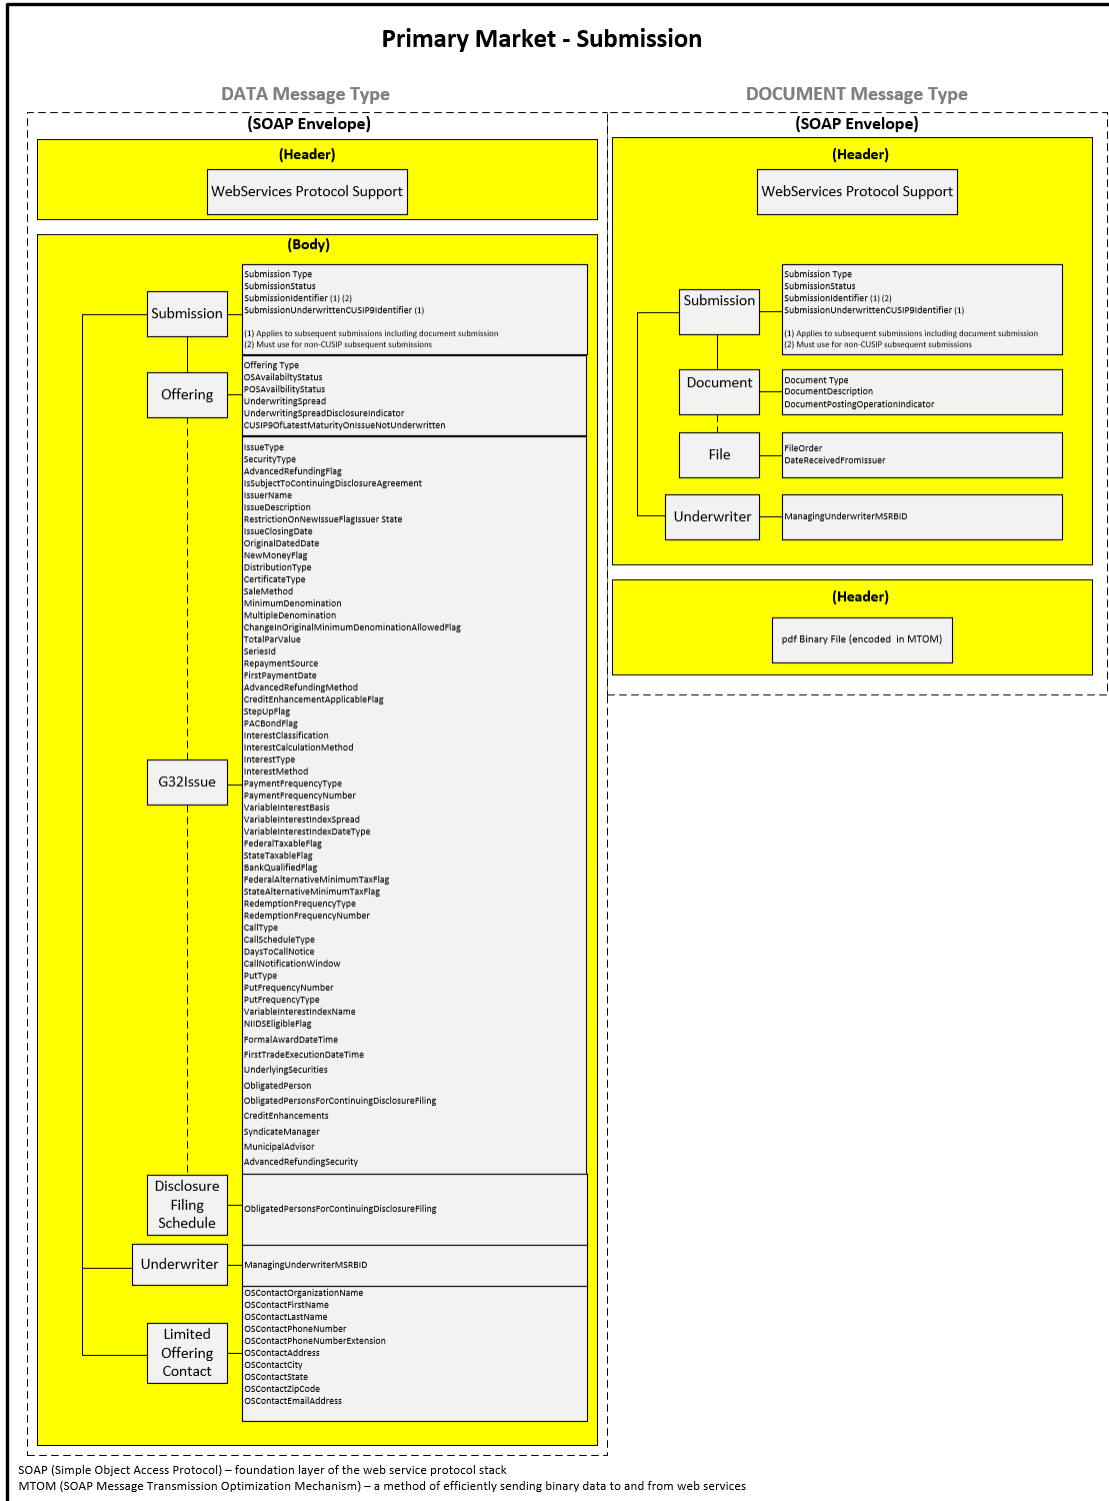 Primary Market - Submission
DATA Message Type
(SOAP Envelope)
(Header)
WebServices Protocol Support
(Body)
Submission
Submission Type
SubmissionStatus
SubmissionIdentifier (1) (2)
SubmissionUnderwrittenCUSIP9Identifier (1)
(1) Applies to subsequent submissions including document submission
(2) Must use for non-CUSIP subsequent submissions
Offering
Offering Type
OSAvailabiltyStatus
POSAvailbilityStatus
UnderwritingSpread
UnderwritingSpreadDisclosureIndicator
CUSIP9OfLatestMaturityOnIssueNotUnderwritten
G32Issue
IssueType
SecurityType
AdvancedRefundingFlag
IsSubjectToContinuingDisclosureAgreement
IssuerName
IssueDescription
RestrictionOnNewIssueFlagIssuer State
IssueClosingDate
OriginalDatedDate
NewMoneyFlag
DistributionType
CertificateType
SaleMethod
MinimumDenomination
MultipleDenomination
ChangeInOriginalMinimumDenominationAllowedFlag
TotalParValue
SeriesId
RepaymentSource
FirstPaymentDate
AdvancedRefundingMethod
CreditEnhancementApplicableFlag
StepUpFlag
PACBondFlag
InterestClassification
InterestCalculationMethod
InterestType
InterestMethod
PaymentFrequencyType
PaymentFrequencyNumber
VariableInterestBasis
VariableInterestIndexSpread
VariableInterestIndexDateType
FederalTaxableFlag
StateTaxableFlag
BankQualifiedFlag
FederalAlternativeMinimumTaxFlag
StateAlternativeMinimumTaxFlag
RedemptionFrequencyType
RedemptionFrequencyNumber
CallType
CallScheduleType
DaysToCallNotice
CallNotificationWindow
PutType
PutFrequencyNumber
PutFrequencyType
VariableInterestIndexName
NIIDSEligibleFlag
FormalAwardDateTime
FirstTradeExecutionDateTime
UnderlyingSecurities
ObligatedPerson
ObligatedPersonsForContinuingDisclosureFiling
CreditEnhancements
SyndicateManager
MunicipalAdvisor
AdvancedRefundingSecurity
Disclosure
Filing
Schedule
ObligatedPersonsForContinuingDisclosureFiling
Underwriter
ManagingUnderwriterMSRBID
Limited
Offering
Contact
OSContactOrganizationName
OSContactFirstName
OSContactLastName
OSContactPhoneNumber
OSContactPhoneNumberExtension
OSContactAddress
OSContactCity
OSContactState
OSContactZipCode
OSContactEmailAddress
DOCUMENT Message Type
(SOAP Envelope)
(Header)
WebServices Protocol Support
Submission
Submission Type
SubmissionStatus
SubmissionIdentifier (1) (2)
SubmissionUnderwrittenCUSIP9Identifier (1)
(1) Applies to subsequent submissions including document submission
(2) Must use for non-CUSIP subsequent submissions
Document
Document Type
DocumentDescription
DocumentPostingOperationIndicator
File
FileOrder
DateReceivedFromIssuer
Underwriter
ManagingUnderwriterMSRBID
(Header)
pdf Binary File (encoded in MTOM)
SOAP (Simple Object Access Protocol) – foundation layer of the web service protocol stack
MTOM (SOAP Message Transmission Optimization Mechanism) – a method of efficiently sending binary data to and from web services